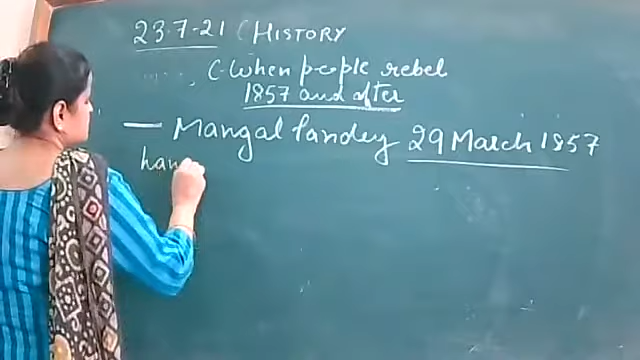 23.7-21 (HISTORY
C-When people rebel
1857 and after
— Mangal Pandey 29 March 1857
han